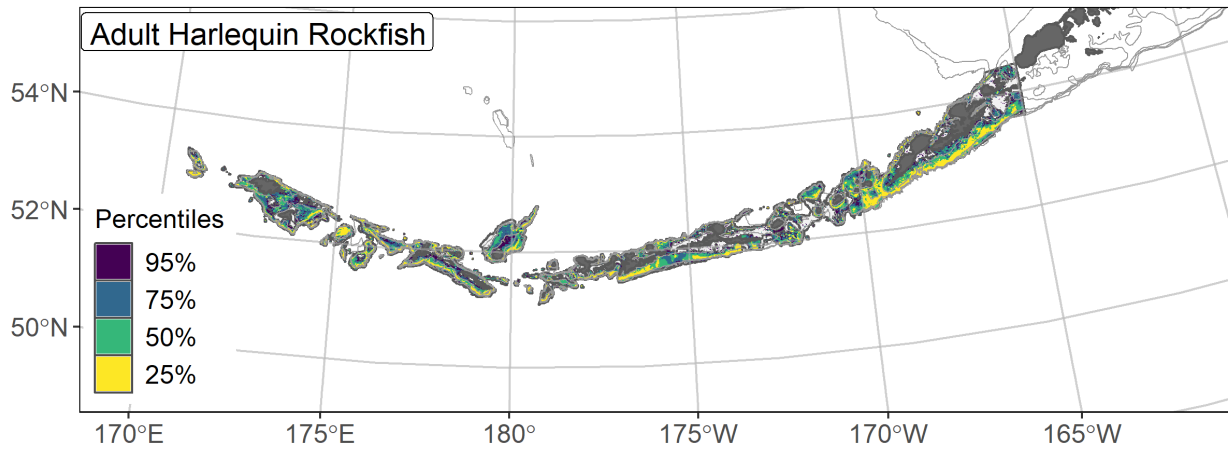 Adult Harlequin Rockfish
54°N
52°N
50°N
Percentiles
95%
75%
50%
25%
170°E
175°E
180°
175°W
170°W
165°W